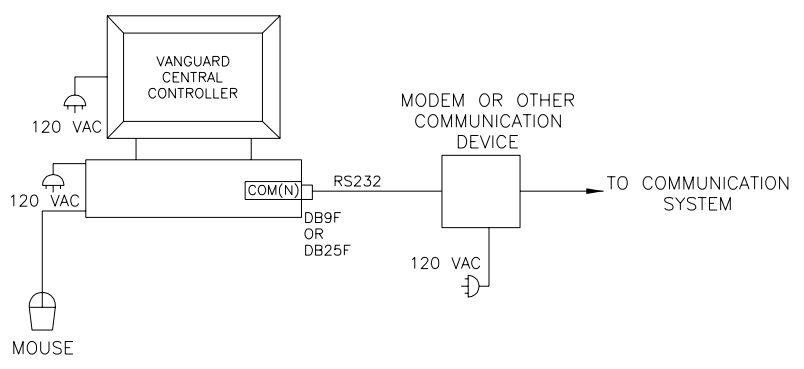 VANGUARD
CENTRAL
CONTROLLER
120 VAC
MODEM OR OTHER
COMMUNICATION
DEVICE
120 VAC
COM(N)
RS232
TO COMMUNICATION
SYSTEM
DB9F
OR
DB25F
120 VAC
MOUSE